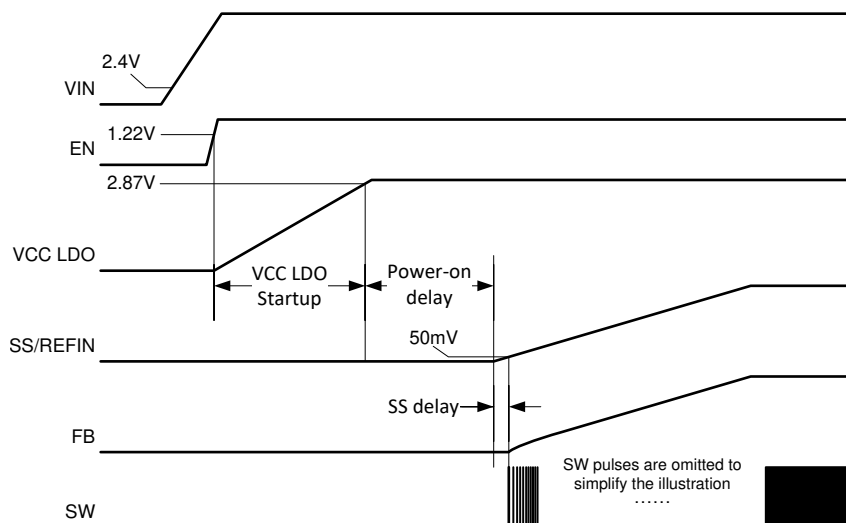 2.4V
VIN
1.22V
EN
2.87V
VCC LDO
VCC LDO
Startup
Power-on
delay
50mV
SS/REFIN
SS delay
FB
SW pulses are omitted to
simplify the illustration
......
SW